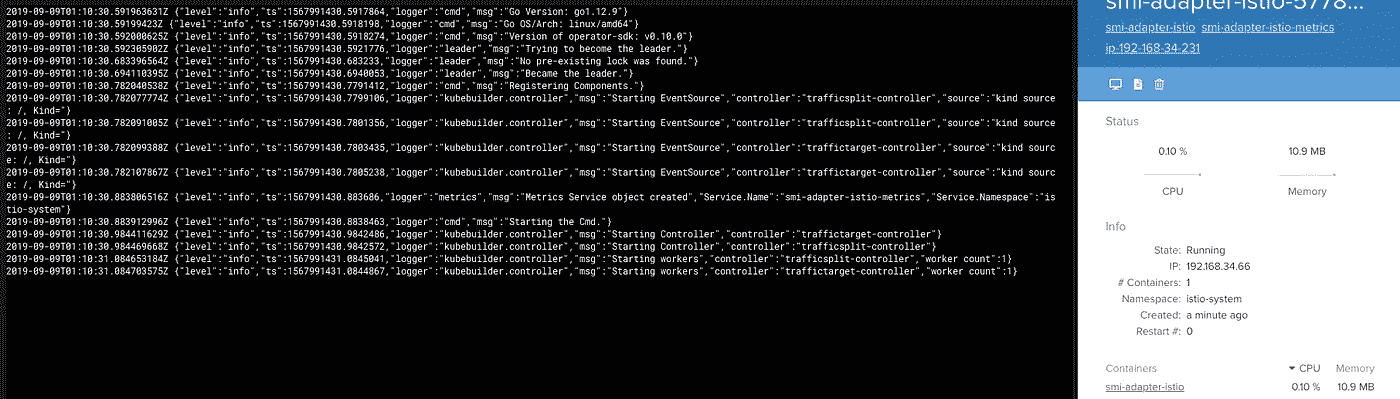 2019-09-09T01:10:30.591963631Z {"level":"info","ts":1567991430.5917864,"logger":"cmd","msg":"Go Version: go1.12.9"}
2019-09-09T01:10:30.59199423Z {"level":"info","ts":1567991430.5918198,"logger":"cmd","msg":"Go OS/Arch: linux/amd64"}
2019-09-09T01:10:30.592000625Z {"level":"info","ts":1567991430.5918274,"logger":"cmd","msg":"Version of operator-sdk: v0.10.0"}
2019-09-09T01:10:30.592305902Z {"level":"info","ts":1567991430.5921776,"logger":"leader","msg":"Trying to become the leader."}
2019-09-09T01:10:30.683396564Z {"level":"info","ts":1567991430.683233,"logger":"leader","msg":"No pre-existing lock was found."}
2019-09-09T01:10:30.694110395Z {"level":"info","ts":1567991430.6940053,"logger":"leader","msg":"Became the leader."}
2019-09-09T01:10:30.782040538Z {"level":"info","ts":1567991430.7791412,"logger":"cmd","msg":"Registering Components."}
2019-09-09T01:10:30.782077774Z {"level":"info","ts":1567991430.7799106,"logger":"kubebuilder.controller","msg":"Starting EventSource","controller":"trafficsplit-controller","source":"kind source
: /, Kind="}
2019-09-09T01:10:30.782091085Z {"level":"info","ts":1567991430.7801356,"logger":"kubebuilder.controller","msg":"Starting EventSource","controller":"trafficsplit-controller","source":"kind source
: /, Kind="}
2019-09-09T01:10:30.782099388Z {"level":"info","ts":1567991430.7803435,"logger":"kubebuilder.controller","msg":"Starting EventSource","controller":"traffictarget-controller","source":"kind sourc
e: /, Kind="}
2019-09-09T01:10:30.782107867Z {"level":"info","ts":1567991430.7805238,"logger":"kubebuilder.controller","msg":"Starting EventSource","controller":"traffictarget-controller","source":"kind sourc
e: /, Kind="}
2019-09-09T01:10:30.883806516Z {"level":"info","ts":1567991430.883686,"logger":"metrics","msg":"Metrics Service object created","Service.Name":"smi-adapter-istio-metrics","Service.Namespace":"is
tio-system"}
2019-09-09T01:10:30.883912996Z {"level":"info","ts":1567991430.8838463,"logger":"cmd","msg":"Starting the Cmd."}
2019-09-09T01:10:30.984411629Z {"level":"info","ts":1567991430.9842486,"logger":"kubebuilder.controller","msg":"Starting Controller","controller":"traffictarget-controller"}
2019-09-09T01:10:30.984469668Z {"level":"info","ts":1567991430.9842572,"logger":"kubebuilder.controller","msg":"Starting Controller","controller":"trafficsplit-controller"}
2019-09-09T01:10:31.084653184Z {"level":"info","ts":1567991431.0845041,"logger":"kubebuilder.controller","msg":"Starting workers","controller":"trafficsplit-controller","worker count":1}
2019-09-09T01:10:31.084703575Z {"level":"info","ts":1567991431.0844867,"logger":"kubebuilder.controller","msg":"Starting workers","controller":"traffictarget-controller","worker count":1}
smi-adapter-istio-5778...
smi-adapter-istio smi-adapter-istio-metrics
ip-192-168-34-231
Status
0.10 % 10.9 MB
CPU Memory
Info
State: Running
IP: 192.168.34.66
# Containers: 1
Namespace: istio-system
Created: a minute ago
Restart #: 0
Containers CPU Memory
smi-adapter-istio 0.10 % 10.9 MB